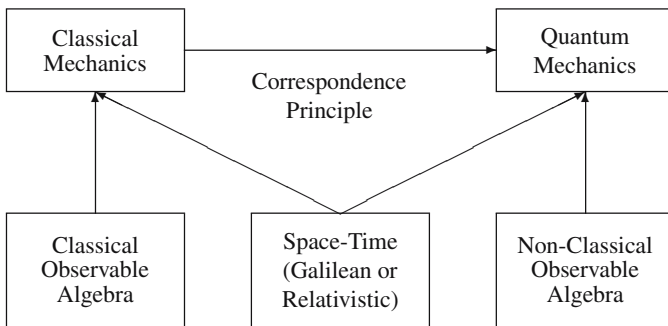 Classical
Mechanics
Quantum
Mechanics
Correspondence
Principle
Classical
Observable
Algebra
Space-Time
(Galilean or
Relativistic)
Non-Classical
Observable
Algebra